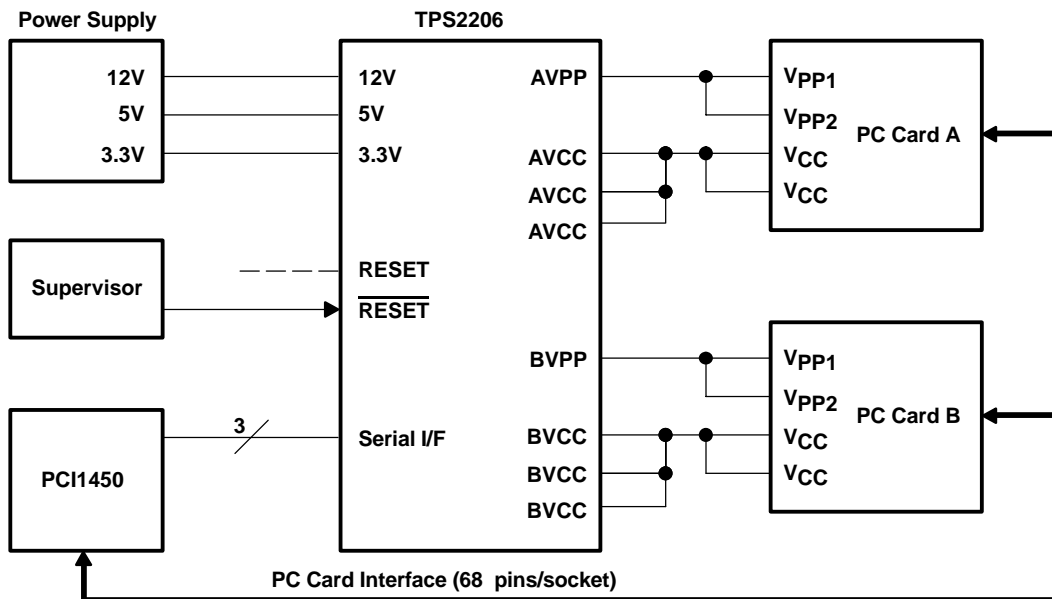 Power Supply
12V
5V
3.3V
TPS2206
12V
5V
3.3V
RESET
RESET
Serial I/F
AVPP
AVCC
AVCC
AVCC
BVPP
BVCC
BVCC
BVCC
Supervisor
PCI1450
3
VPP1
VPP2
VCC
VCC
PC Card A
VPP1
VPP2
VCC
VCC
PC Card B
PC Card Interface (68 pins/socket)